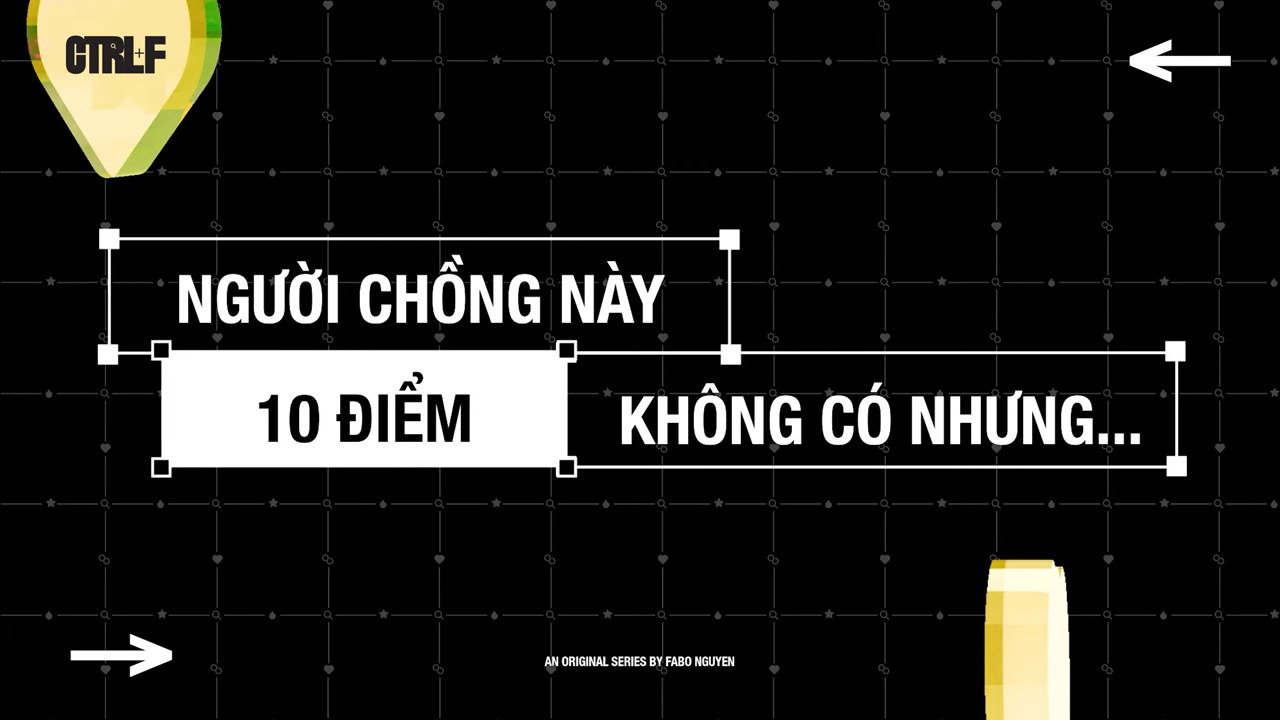 CTRL+F
NGƯỜI CHỒNG NÀY
10 ĐIỂM KHÔNG CÓ NHƯNG...
AN ORIGINAL SERIES BY FABO NGUYEN